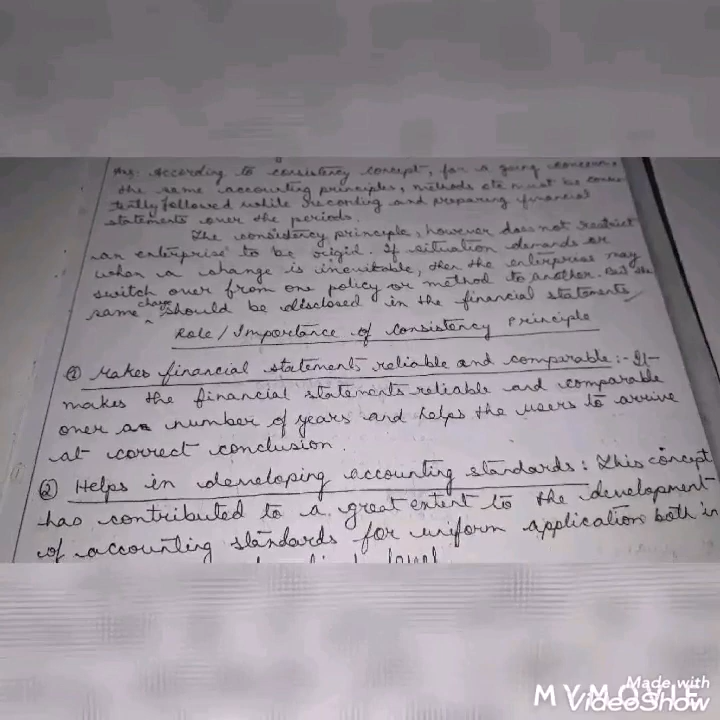 Ans: According to consistency concept, for a going concern,
the same accounting principles, methods etc must be consis
tently followed while recording and preparing financial
statements over the periods.
The consistency principle, however does not restrict
an enterprise to be rigid. If situation demands or
when a change is inevitable, then the enterprises may
switch over from one policy or method to another. But the
same change should be disclosed in the financial statements
Role/Importance of Consistency Principle
① Makes financial statements reliable and comparable:- It
makes the financial statements reliable and comparable
over a number of years and helps the users to arrive
at correct conclusion.
② Helps in developing accounting standards: This concept
has contributed to a great extent to the development
of accounting standards for uniform application both in
level
Made with
MY MOVIE
VideoShow